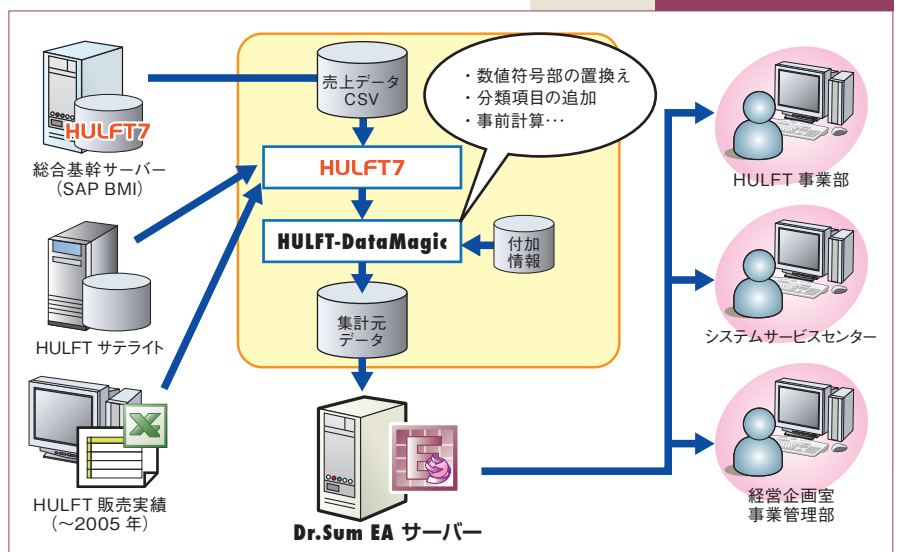 売上データ
CSV
・数値符号部の置換え
・分類項目の追加
・事前計算…
HULFT7
総合基幹サーバー
（SAP BMI）
HULFT7
HULFT-DataMagic
付加
情報
HULFT サテライト
集計元
データ
HULFT 販売実績
（～2005 年）
E
Dr.Sum EA サーバー
HULFT 事業部
システムサービスセンター
経営企画室
事業管理部